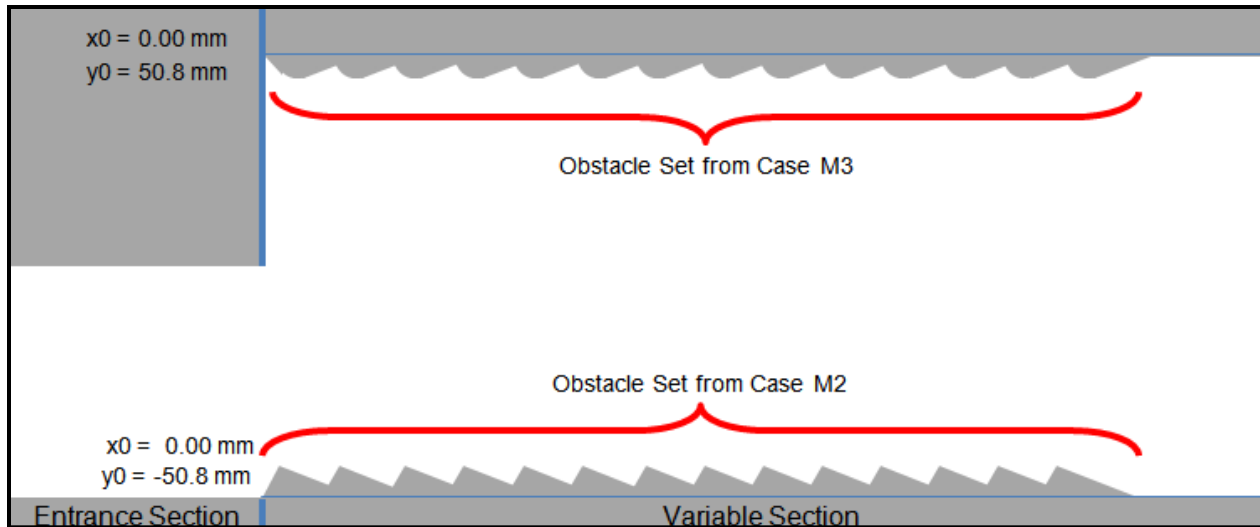 x0 = 0.00 mm
y0 = 50.8 mm
Obstacle Set from Case M3
Obstacle Set from Case M2
x0 = 0.00 mm
y0 = -50.8 mm
Entrance Section
Variable Section